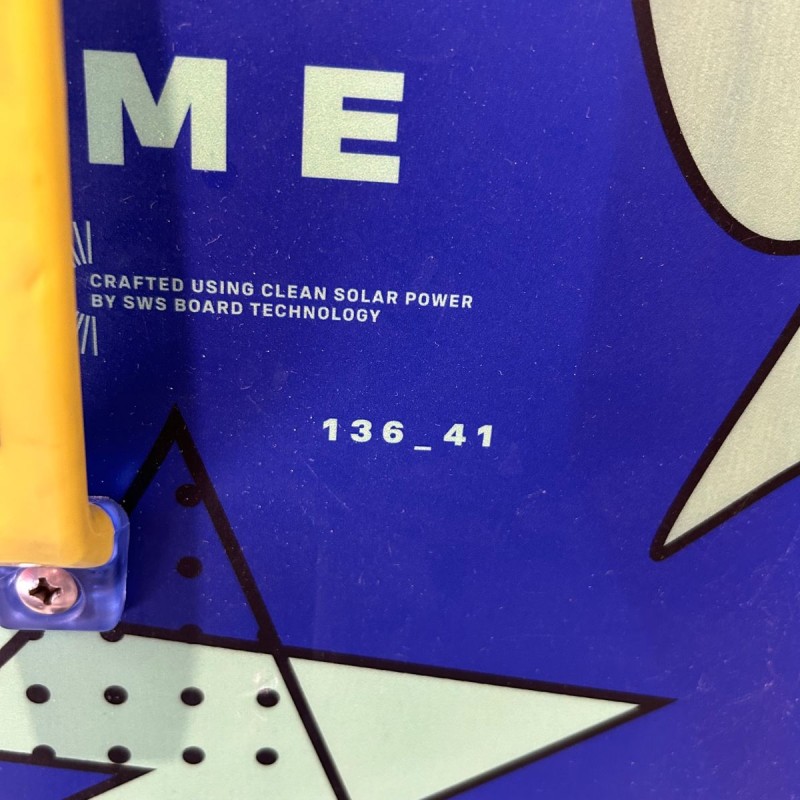 ME
CRAFTED USING CLEAN SOLAR POWER
BY SWS BOARD TECHNOLOGY
136_41